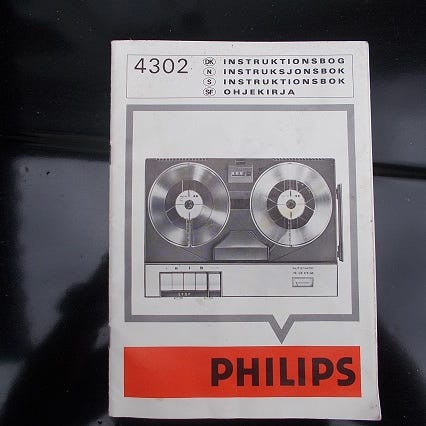 4302
DK INSTRUKTIONSBOG
N INSTRUKSJONSBOK
S INSTRUKTIONSBOK
SF OHJEKIRJA
PHILIPS